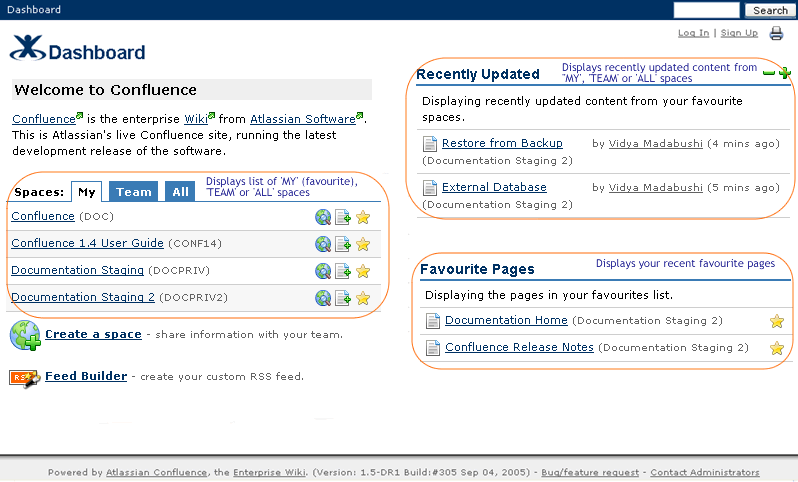 Dashboard
Search
Log In | Sign Up
Dashboard
Welcome to Confluence
Confluence is the enterprise Wiki from Atlassian Software.
This is Atlassian's live Confluence site, running the latest
development release of the software.
Spaces: My Team All
Displays list of 'MY' (favourite),
'TEAM' or 'ALL' spaces
Confluence (DOC)
Confluence 1.4 User Guide (CONF14)
Documentation Staging (DOCPRIV)
Documentation Staging 2 (DOCPRIV2)
Create a space - share information with your team.
RSS
Feed Builder - create your custom RSS feed.
Recently Updated
Displays recently updated content from
'MY', 'TEAM' or 'ALL' spaces
Displaying recently updated content from your favourite
spaces.
Restore from Backup by Vidya Madabushi (4 mins ago)
(Documentation Staging 2)
External Database by Vidya Madabushi (5 mins ago)
(Documentation Staging 2)
Favourite Pages
Displays your recent favourite pages
Displaying the pages in your favourites list.
Documentation Home (Documentation Staging 2)
Confluence Release Notes (Documentation Staging 2)
Powered by Atlassian Confluence, the Enterprise Wiki. (Version: 1.5-DR1 Build:#305 Sep 04, 2005) - Bug/feature request - Contact Administrators